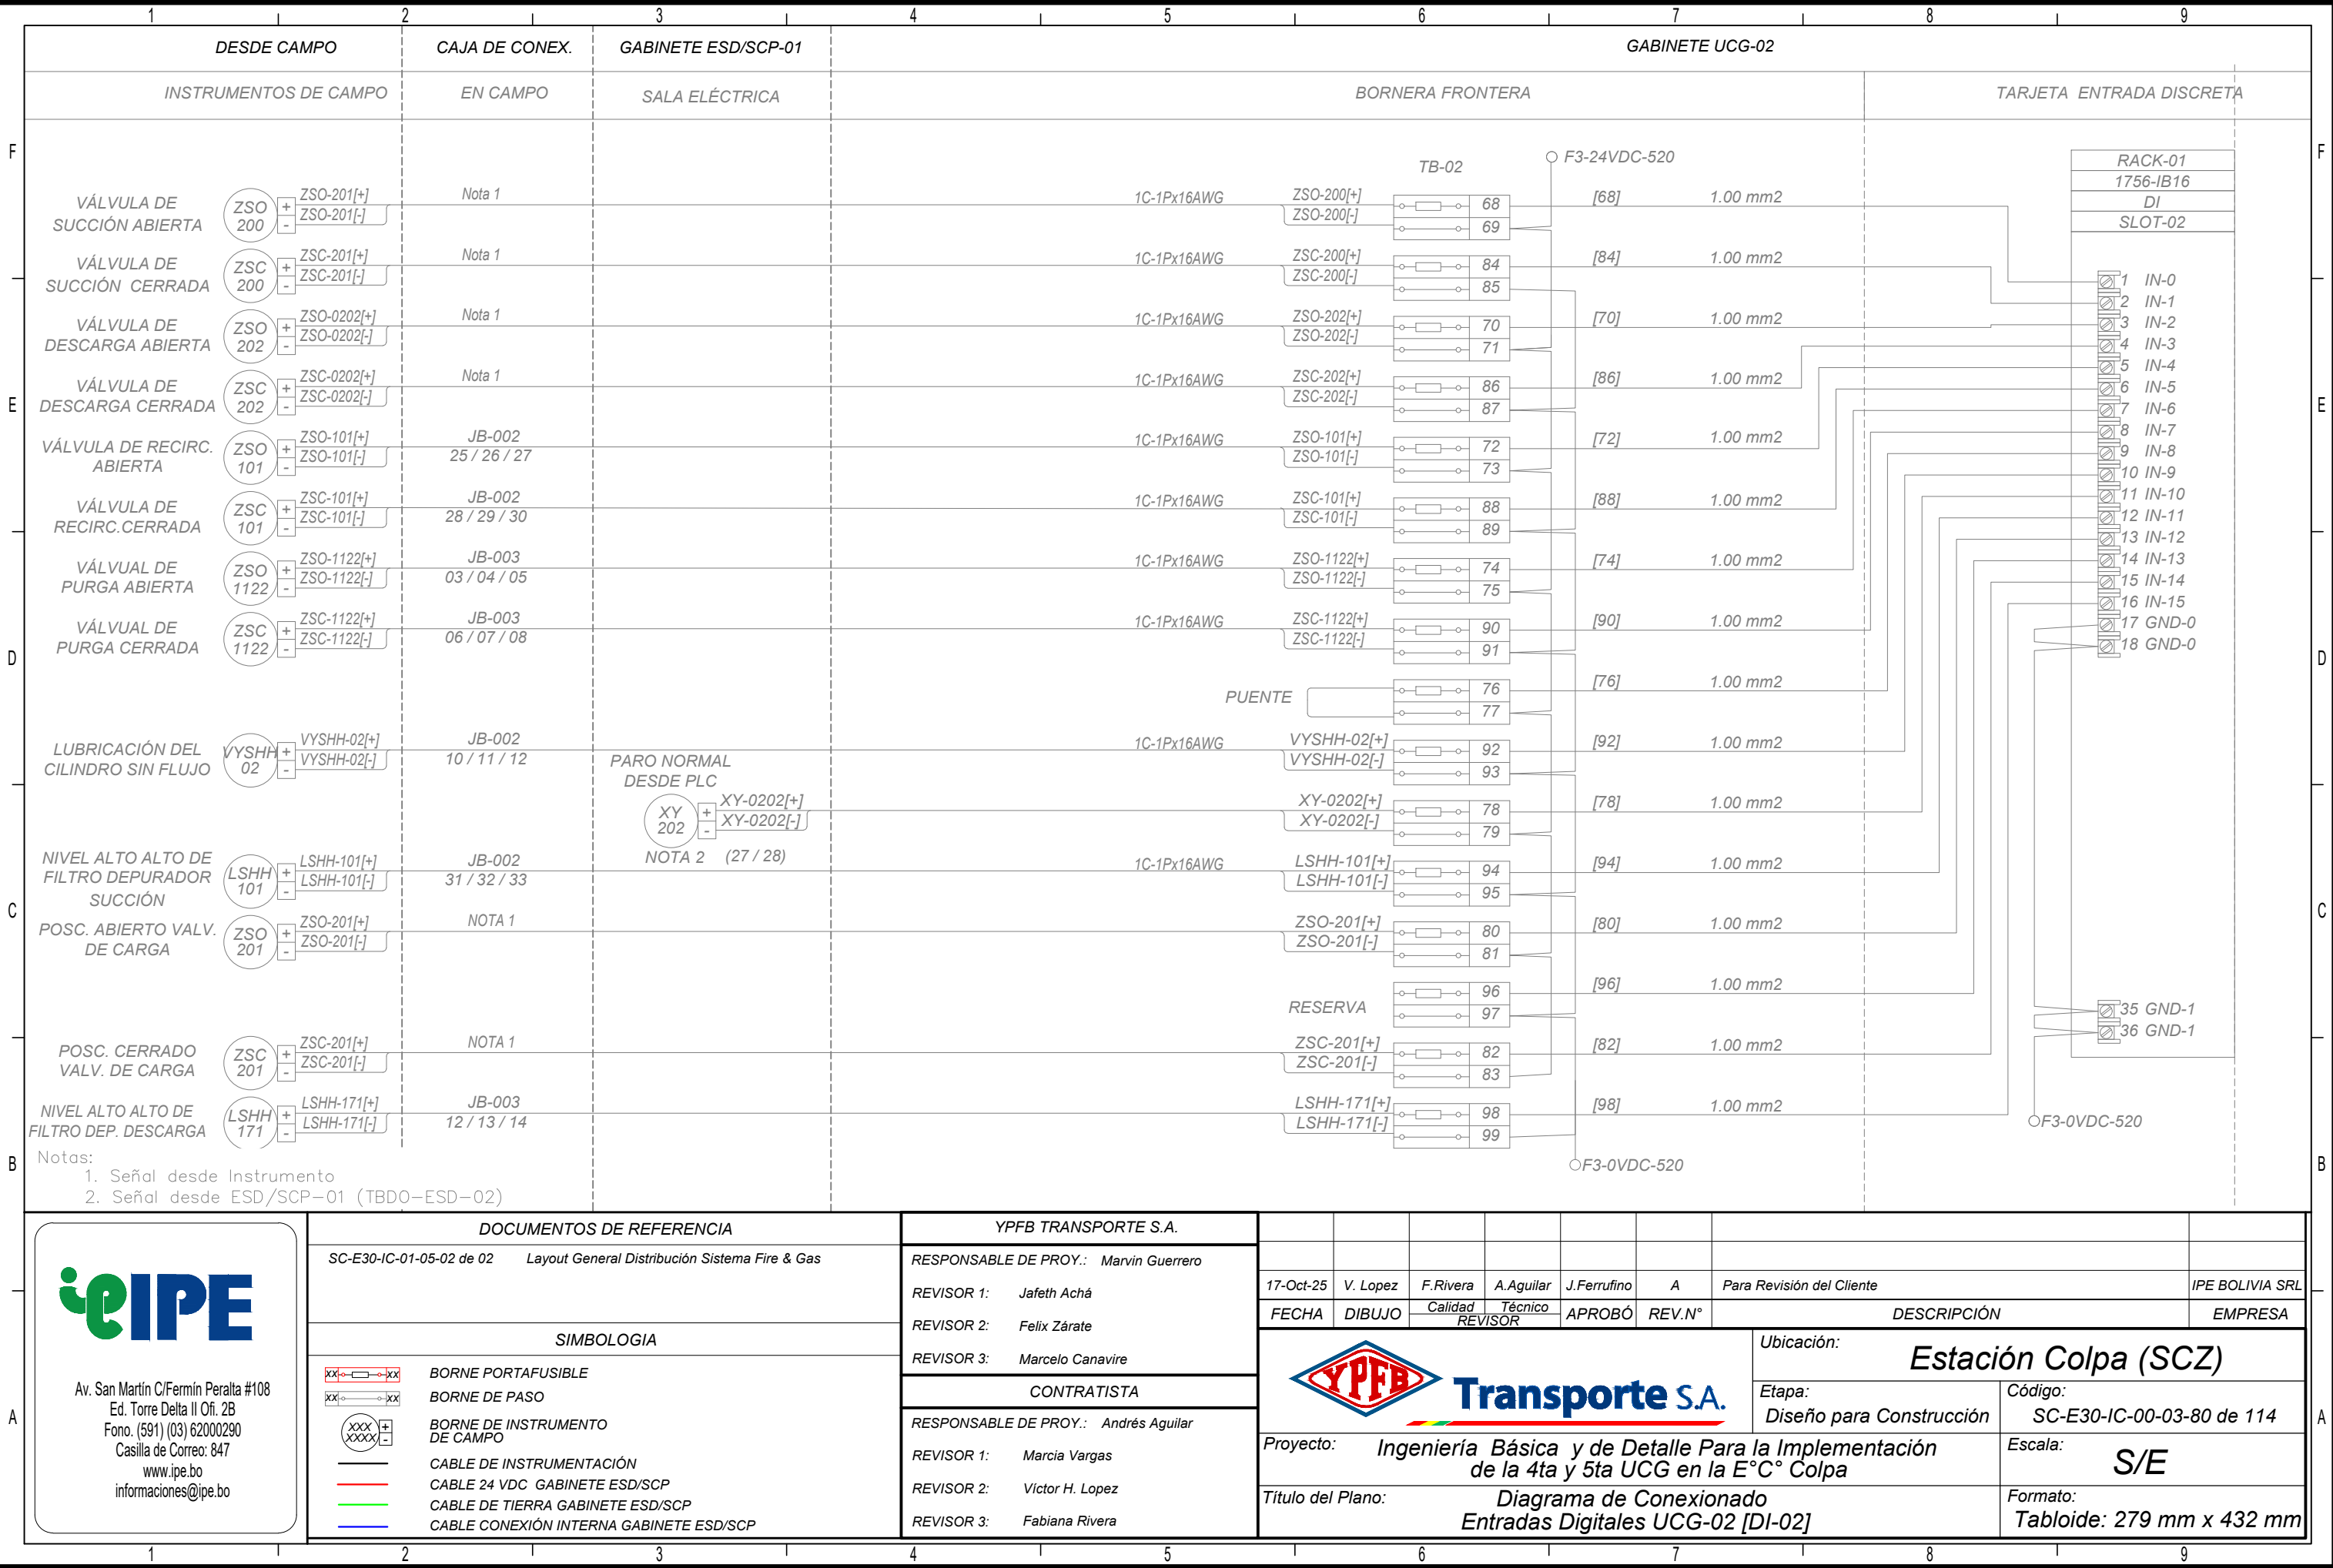 1 2 3 4 5 6 7 8 9
DESDE CAMPO CAJA DE CONEX. GABINETE ESD/SCP-01 GABINETE UCG-02
INSTRUMENTOS DE CAMPO EN CAMPO SALA ELÉCTRICA BORNERA FRONTERA TARJETA ENTRADA DISCRETA
F F
TB-02 F3-24VDC-520
RACK-01
1756-IB16
DI
SLOT-02
VÁLVULA DE
SUCCIÓN ABIERTA
ZSO
200
+
-
ZSO-201[+]
ZSO-201[-]
Nota 1
1C-1Px16AWG
ZSO-200[+]
ZSO-200[-]
68
69
[68]
1.00 mm2
VÁLVULA DE
SUCCIÓN CERRADA
ZSC
200
+
-
ZSC-201[+]
ZSC-201[-]
Nota 1
1C-1Px16AWG
ZSC-200[+]
ZSC-200[-]
84
85
[84]
1.00 mm2
VÁLVULA DE
DESCARGA ABIERTA
ZSO
202
+
-
ZSO-0202[+]
ZSO-0202[-]
Nota 1
1C-1Px16AWG
ZSO-202[+]
ZSO-202[-]
70
71
[70]
1.00 mm2
E E
VÁLVULA DE
DESCARGA CERRADA
ZSC
202
+
-
ZSC-0202[+]
ZSC-0202[-]
Nota 1
1C-1Px16AWG
ZSC-202[+]
ZSC-202[-]
86
87
[86]
1.00 mm2
VÁLVULA DE RECIRC.
ABIERTA
ZSO
101
+
-
ZSO-101[+]
ZSO-101[-]
JB-002
25 / 26 / 27
1C-1Px16AWG
ZSO-101[+]
ZSO-101[-]
72
73
[72]
1.00 mm2
VÁLVULA DE
RECIRC.CERRADA
ZSC
101
+
-
ZSC-101[+]
ZSC-101[-]
JB-002
28 / 29 / 30
1C-1Px16AWG
ZSC-101[+]
ZSC-101[-]
88
89
[88]
1.00 mm2
VÁLVUAL DE
PURGA ABIERTA
ZSO
1122
+
-
ZSO-1122[+]
ZSO-1122[-]
JB-003
03 / 04 / 05
1C-1Px16AWG
ZSO-1122[+]
ZSO-1122[-]
74
75
[74]
1.00 mm2
D D
VÁLVUAL DE
PURGA CERRADA
ZSC
1122
+
-
ZSC-1122[+]
ZSC-1122[-]
JB-003
06 / 07 / 08
1C-1Px16AWG
ZSC-1122[+]
ZSC-1122[-]
90
91
[90]
1.00 mm2
PUENTE
76
77
[76]
1.00 mm2
LUBRICACIÓN DEL
CILINDRO SIN FLUJO
VYSHH
02
+
-
VYSHH-02[+]
VYSHH-02[-]
JB-002
10 / 11 / 12
1C-1Px16AWG
VYSHH-02[+]
VYSHH-02[-]
92
93
[92]
1.00 mm2
PARO NORMAL
DESDE PLC
XY
202
+
-
XY-0202[+]
XY-0202[-]
NOTA 2 (27 / 28)
XY-0202[+]
XY-0202[-]
78
79
[78]
1.00 mm2
C C
NIVEL ALTO ALTO DE
FILTRO DEPURADOR
SUCCIÓN
LSHH
101
+
-
LSHH-101[+]
LSHH-101[-]
JB-002
31 / 32 / 33
1C-1Px16AWG
LSHH-101[+]
LSHH-101[-]
94
95
[94]
1.00 mm2
POSC. ABIERTO VALV.
DE CARGA
ZSO
201
+
-
ZSO-201[+]
ZSO-201[-]
NOTA 1
ZSO-201[+]
ZSO-201[-]
80
81
[80]
1.00 mm2
RESERVA
96
97
[96]
1.00 mm2
POSC. CERRADO
VALV. DE CARGA
ZSC
201
+
-
ZSC-201[+]
ZSC-201[-]
NOTA 1
ZSC-201[+]
ZSC-201[-]
82
83
[82]
1.00 mm2
NIVEL ALTO ALTO DE
FILTRO DEP. DESCARGA
LSHH
171
+
-
LSHH-171[+]
LSHH-171[-]
JB-003
12 / 13 / 14
LSHH-171[+]
LSHH-171[-]
98
99
[98]
1.00 mm2
F3-0VDC-520
1 IN-0
2 IN-1
3 IN-2
4 IN-3
5 IN-4
6 IN-5
7 IN-6
8 IN-7
9 IN-8
10 IN-9
11 IN-10
12 IN-11
13 IN-12
14 IN-13
15 IN-14
16 IN-15
17 GND-0
18 GND-0
35 GND-1
36 GND-1
F3-0VDC-520
B B
Notas:
1. Señal desde Instrumento
2. Señal desde ESD/SCP-01 (TBDO-ESD-02)
IPE
Av. San Martín C/Fermín Peralta #108
Ed. Torre Delta II Ofi. 2B
Fono. (591) (03) 62000290
Casilla de Correo: 847
www.ipe.bo
informaciones@ipe.bo
DOCUMENTOS DE REFERENCIA
SC-E30-IC-01-05-02 de 02 Layout General Distribución Sistema Fire & Gas
SIMBOLOGIA
XX XX BORNE PORTAFUSIBLE
XX XX BORNE DE PASO
XXX
XXXX
+
-
BORNE DE INSTRUMENTO
DE CAMPO
CABLE DE INSTRUMENTACIÓN
CABLE 24 VDC GABINETE ESD/SCP
CABLE DE TIERRA GABINETE ESD/SCP
CABLE CONEXIÓN INTERNA GABINETE ESD/SCP
YPFB TRANSPORTE S.A.
RESPONSABLE DE PROY.: Marvin Guerrero
REVISOR 1: Jafeth Achá
REVISOR 2: Felix Zárate
REVISOR 3: Marcelo Canavire
CONTRATISTA
RESPONSABLE DE PROY.: Andrés Aguilar
REVISOR 1: Marcia Vargas
REVISOR 2: Víctor H. Lopez
REVISOR 3: Fabiana Rivera
17-Oct-25 V. Lopez F.Rivera A.Aguilar J.Ferrufino A Para Revisión del Cliente IPE BOLIVIA SRL
FECHA DIBUJO Calidad Técnico REVISOR APROBÓ REV.N° DESCRIPCIÓN EMPRESA
YPFB
Transporte S.A.
Ubicación: Estación Colpa (SCZ)
Etapa: Diseño para Construcción
Código: SC-E30-IC-00-03-80 de 114
Proyecto: Ingeniería Básica y de Detalle Para la Implementación
de la 4ta y 5ta UCG en la E°C° Colpa
Escala: S/E
Título del Plano: Diagrama de Conexionado
Entradas Digitales UCG-02 [DI-02]
Formato: Tabloide: 279 mm x 432 mm
A A
1 2 3 4 5 6 7 8 9